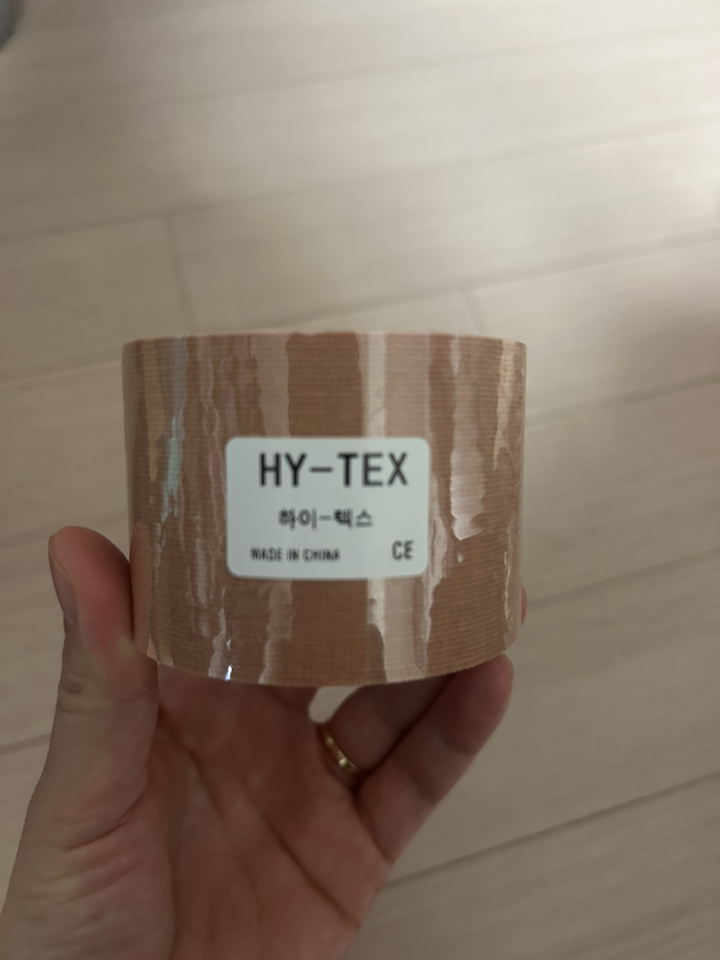 HY-TEX
하이-텍스
MADE IN CHINA
CE